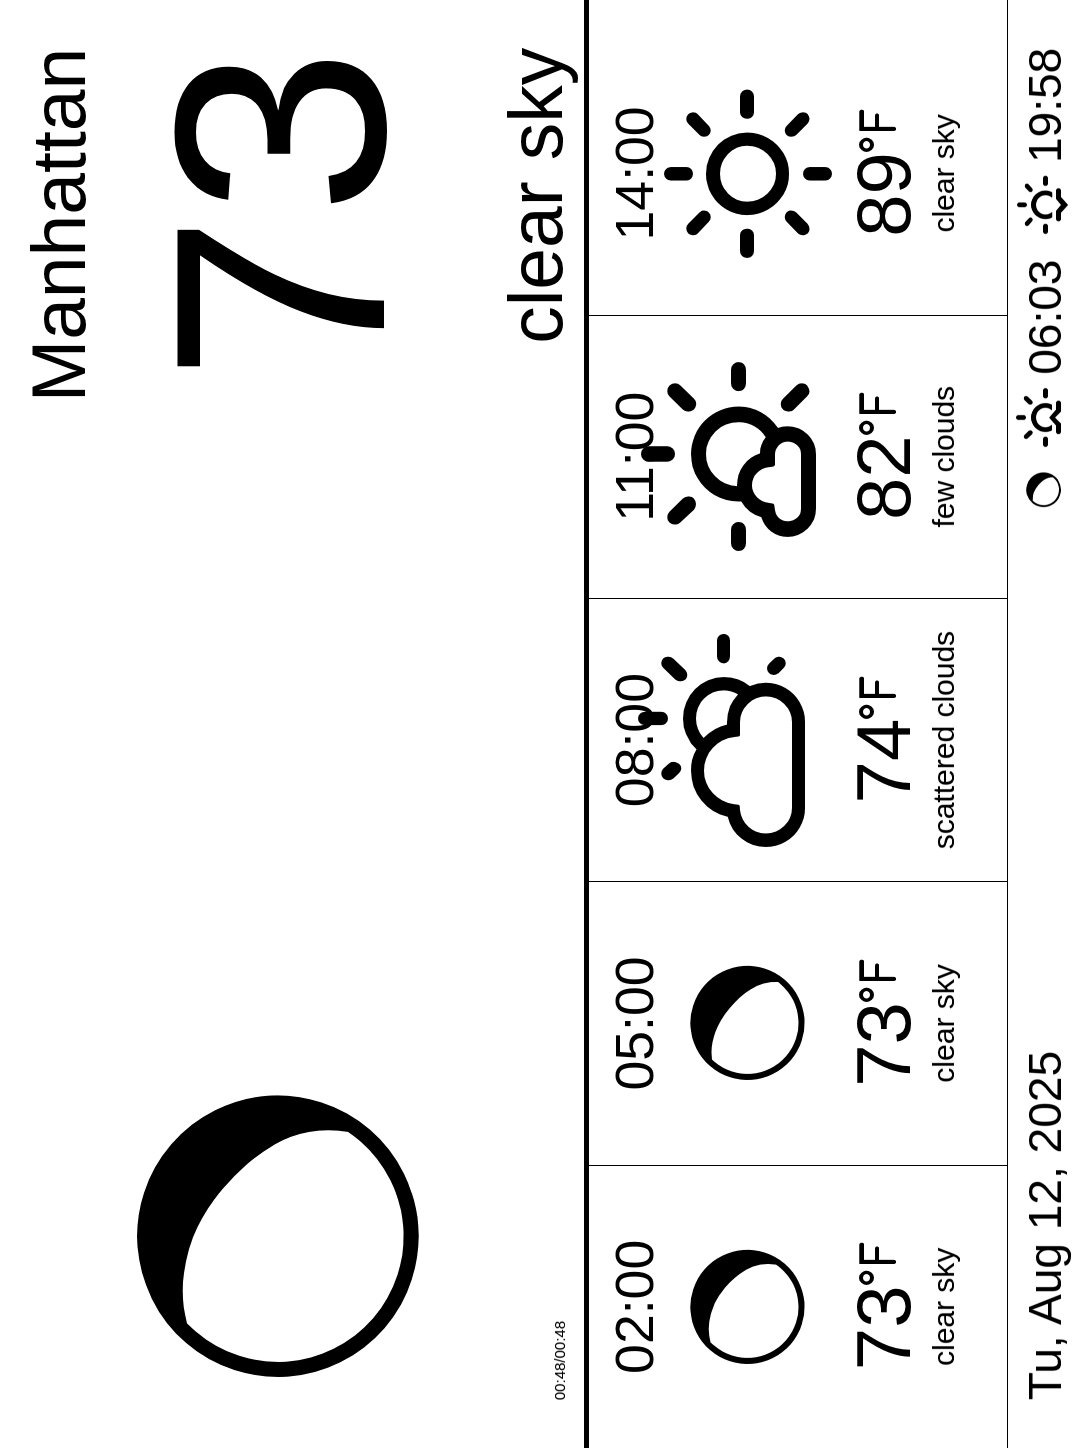 Manhattan
73
clear sky
00:48/00:48
02:00
73°F
clear sky
05:00
73°F
clear sky
08:00
74°F
scattered clouds
11:00
82°F
few clouds
14:00
89°F
clear sky
Tu, Aug 12, 2025
06:03 19:58